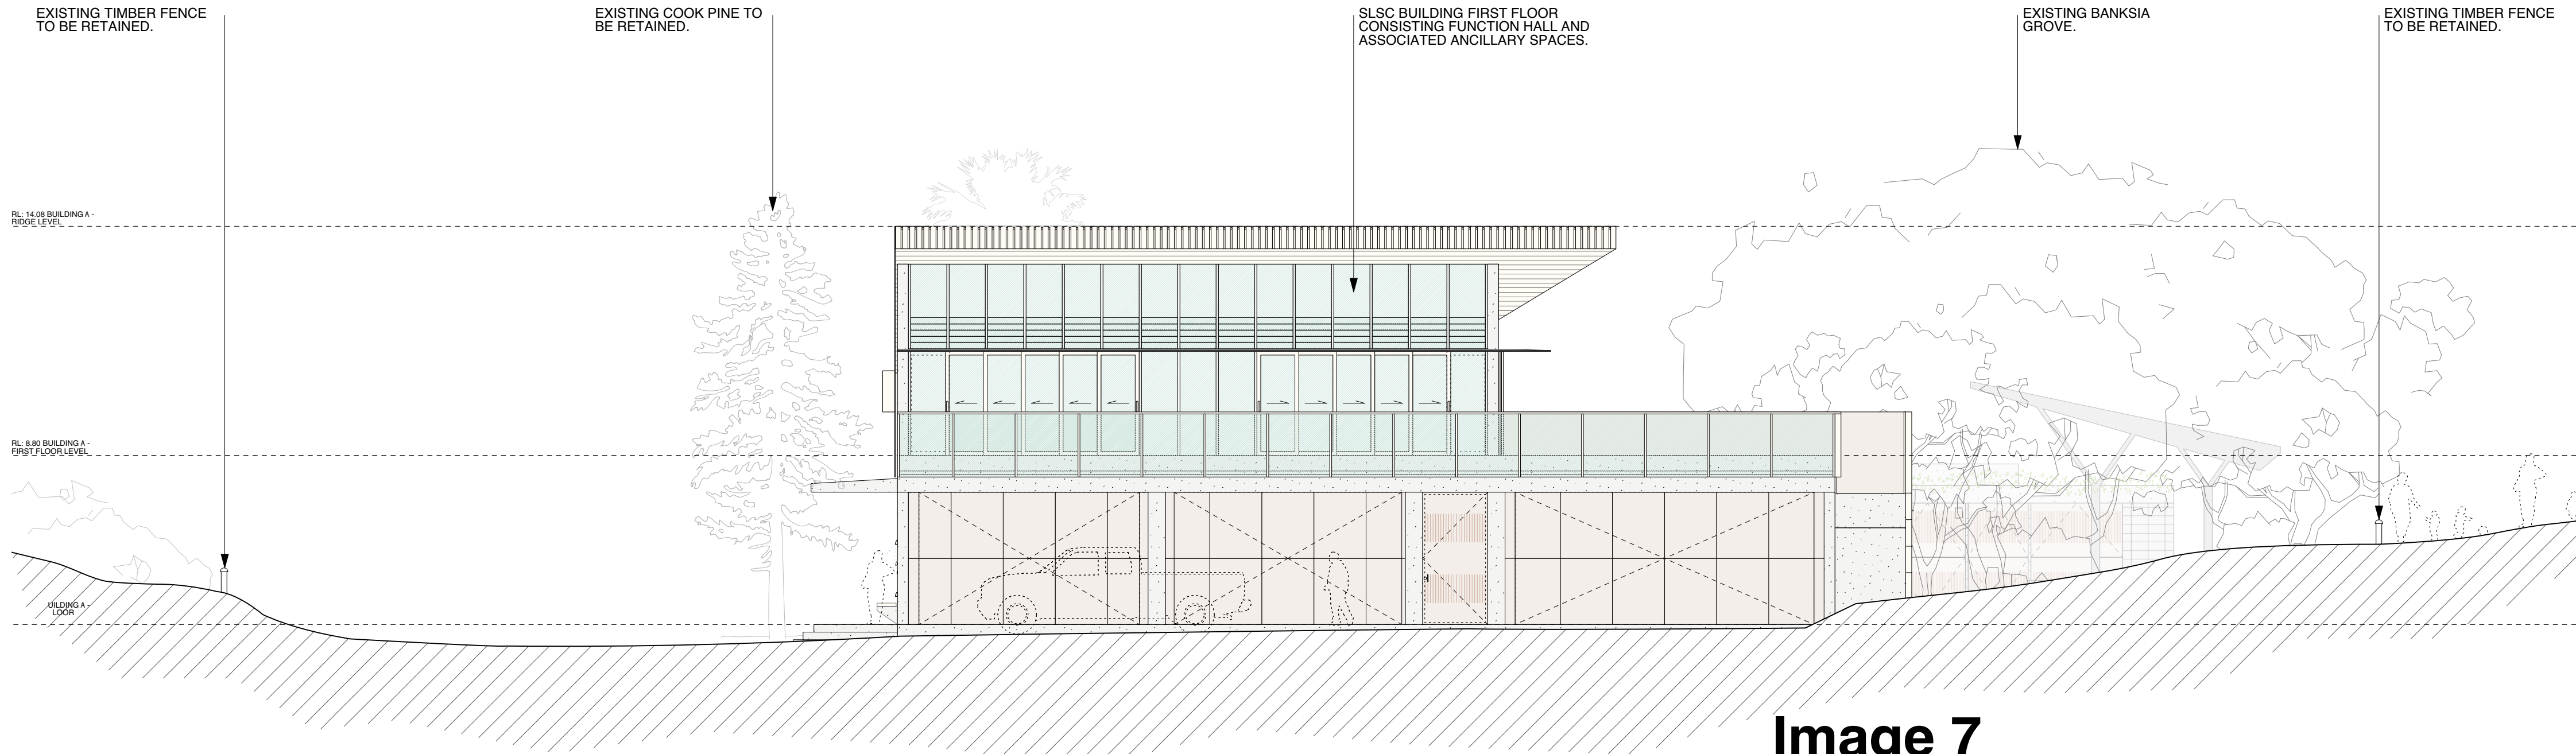 EXISTING TIMBER FENCE
TO BE RETAINED.
EXISTING COOK PINE TO
BE RETAINED.
SLSC BUILDING FIRST FLOOR
CONSISTING FUNCTION HALL AND
ASSOCIATED ANCILLARY SPACES.
EXISTING BANKSIA
GROVE.
EXISTING TIMBER FENCE
TO BE RETAINED.
RL: 14.08 BUILDING A -
RIDGE LEVEL
RL: 8.80 BUILDING A -
FIRST FLOOR LEVEL
UILDING A -
LOOR
Image 7